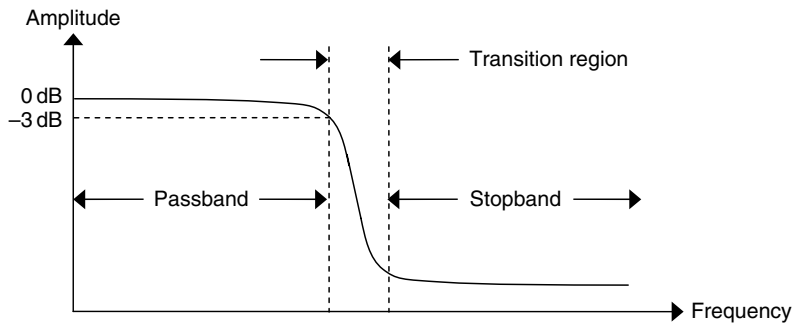 Amplitude
Transition region
0 dB
–3 dB
Passband
Stopband
Frequency